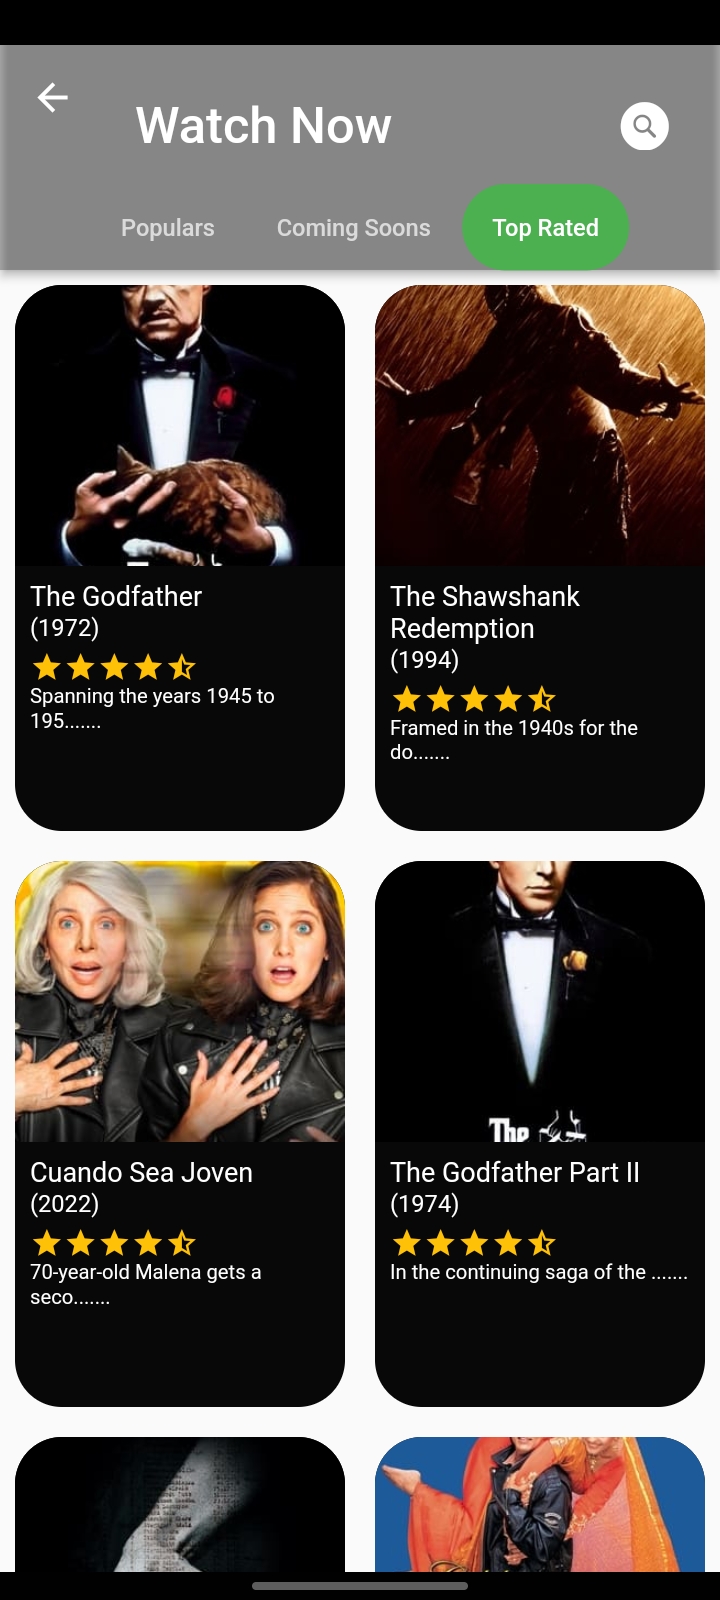 Watch Now
Populars
Coming Soons
Top Rated
The Godfather
(1972)
Spanning the years 1945 to
195.......
The Shawshank
Redemption
(1994)
Framed in the 1940s for the
do.......
Cuando Sea Joven
(2022)
70-year-old Malena gets a
seco.......
The
The Godfather Part II
(1974)
In the continuing saga of the .......